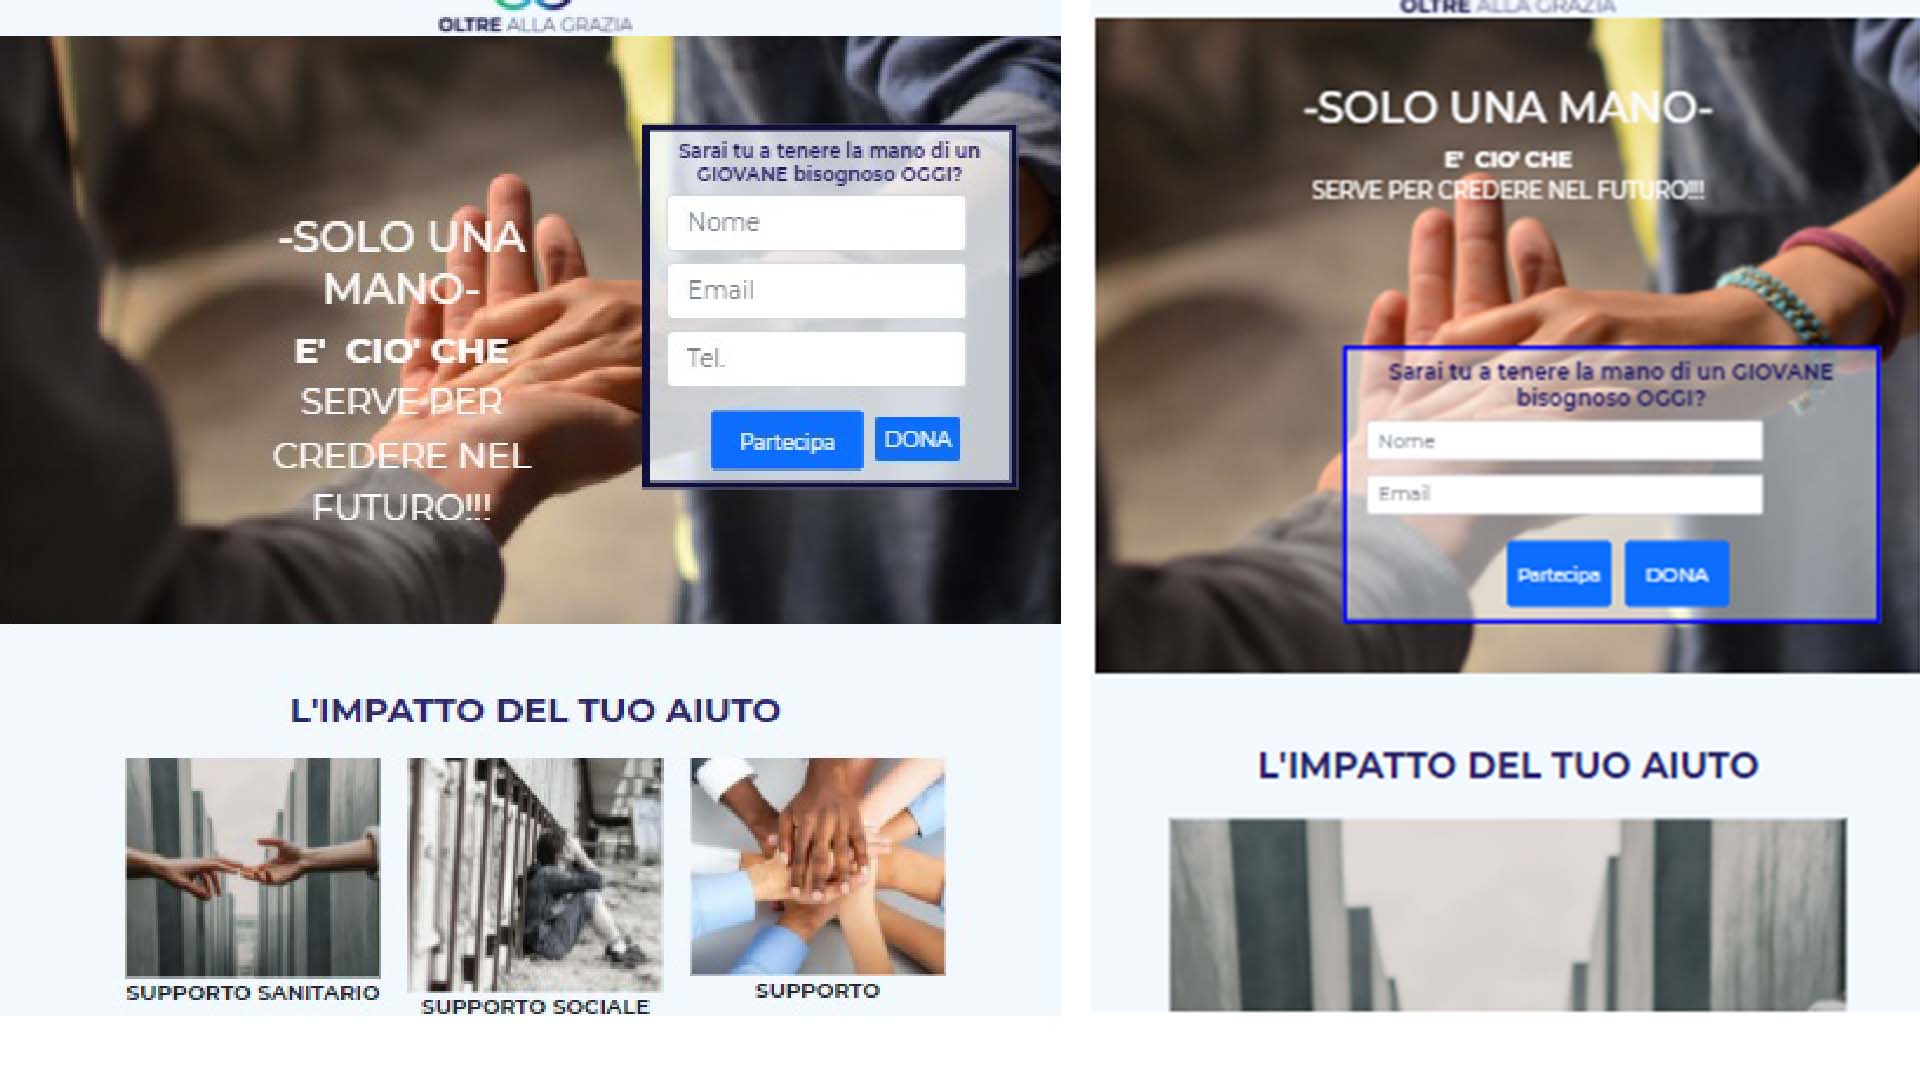 OLTRE ALLA GRAZIA
-SOLO UNA
MANO-
E' CIO' CHE
SERVE PER
CREDERE NEL
FUTURO!!!
Sarai tu a tenere la mano di un
GIOVANE bisognoso OGGI?
Nome
Email
Tel.
Partecipa DONA
L'IMPATTO DEL TUO AIUTO
SUPPORTO SANITARIO
SUPPORTO SOCIALE
SUPPORTO
OLTRE ALLA GRAZIA
-SOLO UNA MANO-
E' CIO' CHE
SERVE PER CREDERE NEL FUTURO!!!
Sarai tu a tenere la mano di un GIOVANE
bisognoso OGGI?
Nome
Email
Partecipa DONA
L'IMPATTO DEL TUO AIUTO